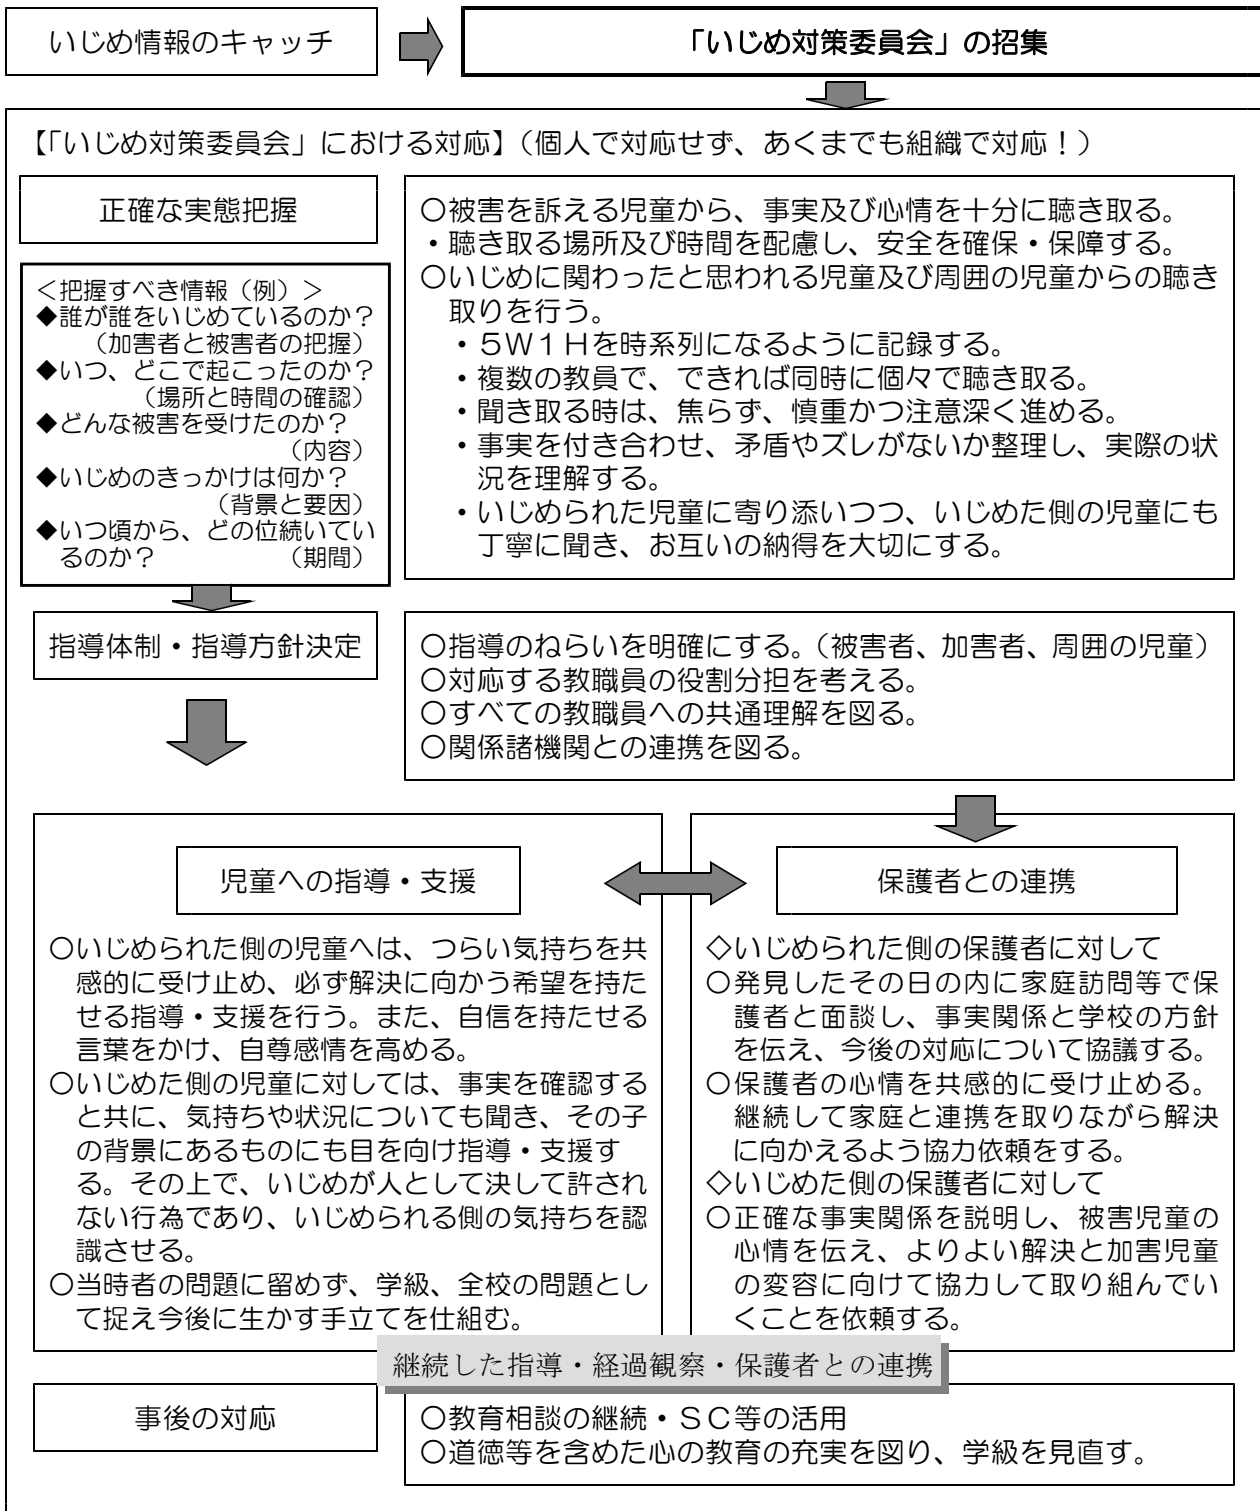 いじめ情報のキャッチ
「いじめ対策委員会」の招集
【「いじめ対策委員会」における対応】（個人で対応せず、あくまでも組織で対応！）
正確な実態把握
＜把握すべき情報（例）＞
◆誰が誰をいじめているのか？
（加害者と被害者の把握）
◆いつ、どこで起こったのか？
（場所と時間の確認）
◆どんな被害を受けたのか？
（内容）
◆いじめのきっかけは何か？
（背景と要因）
◆いつ頃から、どの位続いてい
るのか？　　（期間）
〇被害を訴える児童から、事実及び心情を十分に聴き取る。
・聴き取る場所及び時間を配慮し、安全を確保・保障する。
〇いじめに関わったと思われる児童及び周囲の児童からの聴き
取りを行う。
・５Ｗ１Ｈを時系列になるように記録する。
・複数の教員で、できれば同時に個々で聴き取る。
・聞き取る時は、焦らず、慎重かつ注意深く進める。
・事実を付き合わせ、矛盾やズレがないか整理し、実際の状
況を理解する。
・いじめられた児童に寄り添いつつ、いじめた側の児童にも
丁寧に聞き、お互いの納得を大切にする。
指導体制・指導方針決定
〇指導のねらいを明確にする。（被害者、加害者、周囲の児童）
〇対応する教職員の役割分担を考える。
〇すべての教職員への共通理解を図る。
〇関係諸機関との連携を図る。
児童への指導・支援
〇いじめられた側の児童へは、つらい気持ちを共
感的に受け止め、必ず解決に向かう希望を持た
せる指導・支援を行う。また、自信を持たせる
言葉をかけ、自尊感情を高める。
〇いじめた側の児童に対しては、事実を確認する
と共に、気持ちや状況についても聞き、その子
の背景にあるものにも目を向け指導・支援す
る。その上で、いじめが人として決して許され
ない行為であり、いじめられる側の気持ちを認
識させる。
〇当時者の問題に留めず、学級、全校の問題とし
て捉え今後に生かす手立てを仕組む。
保護者との連携
◇いじめられた側の保護者に対して
〇発見したその日の内に家庭訪問等で保
護者と面談し、事実関係と学校の方針
を伝え、今後の対応について協議する。
〇保護者の心情を共感的に受け止める。
継続して家庭と連携を取りながら解決
に向かえるよう協力依頼をする。
◇いじめた側の保護者に対して
〇正確な事実関係を説明し、被害児童の
心情を伝え、よりよい解決と加害児童
の変容に向けて協力して取り組んでい
くことを依頼する。
継続した指導・経過観察・保護者との連携
事後の対応
〇教育相談の継続・ＳＣ等の活用
〇道徳等を含めた心の教育の充実を図り、学級を見直す。